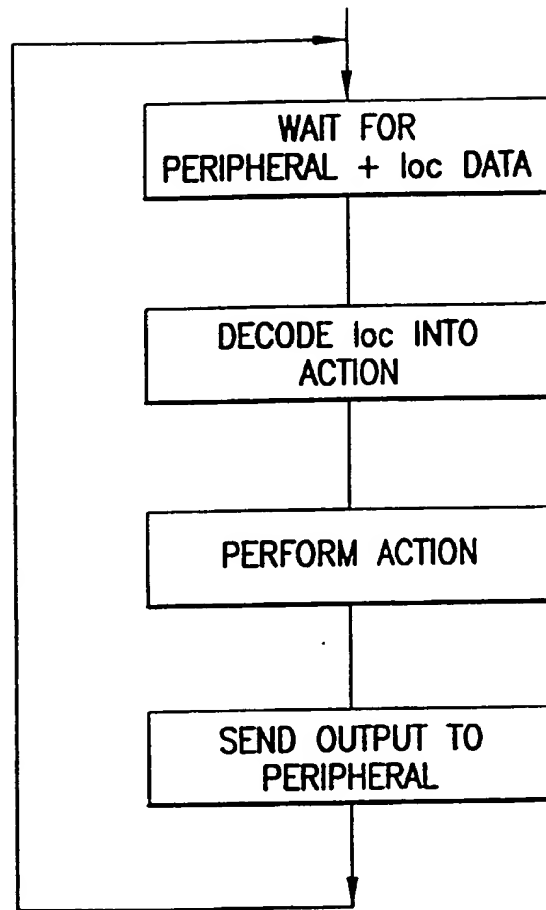 WAIT FOR
PERIPHERAL + loc DATA
DECODE loc INTO
ACTION
PERFORM ACTION
SEND OUTPUT TO
PERIPHERAL